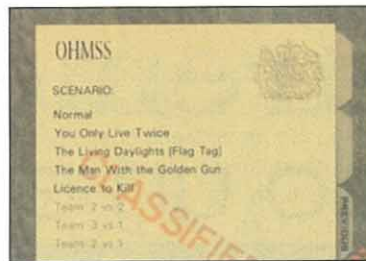 OHMSS
SCENARIO:
Normal
You Only Live Twice
The Living Daylights (Flag Tag)
The Man With the Golden Gun
Licence to Kill
Team: 2 vs 2
Team: 3 vs 1
Team: 2 vs 1
CLASSIFIE
PREVIOUS